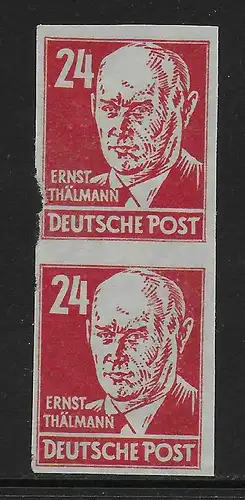 24
ERNST
THÄLMANN
DEUTSCHE POST
24
ERNST
THÄLMANN
DEUTSCHE POST